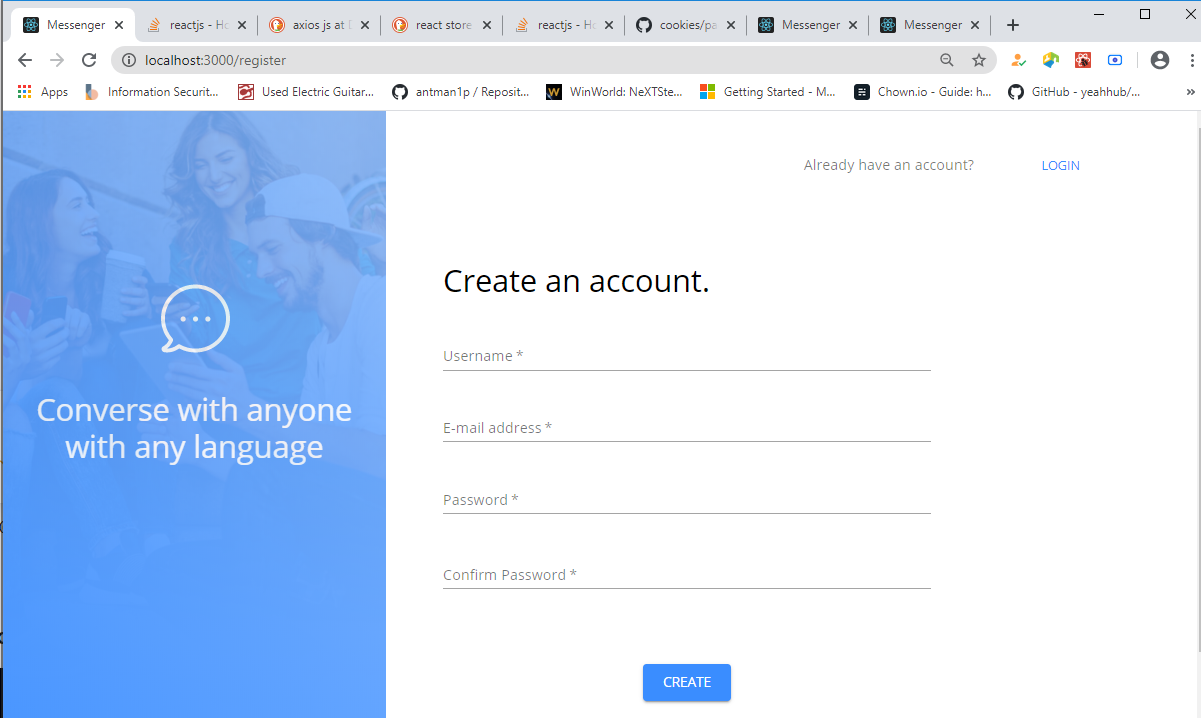 Messenger
reactjs - Ho
axios js at D
react store
reactjs - Ho
cookies/pa
Messenger
Messenger
localhost:3000/register
Apps
Information Securit...
Used Electric Guitar...
antman1p / Reposit...
WinWorld: NeXTSte...
Getting Started - M...
Chown.io - Guide: h...
GitHub - yeahhub/...
»
Already have an account?
LOGIN
Create an account.
Username *
E-mail address *
Password *
Confirm Password *
CREATE
Converse with anyone
with any language